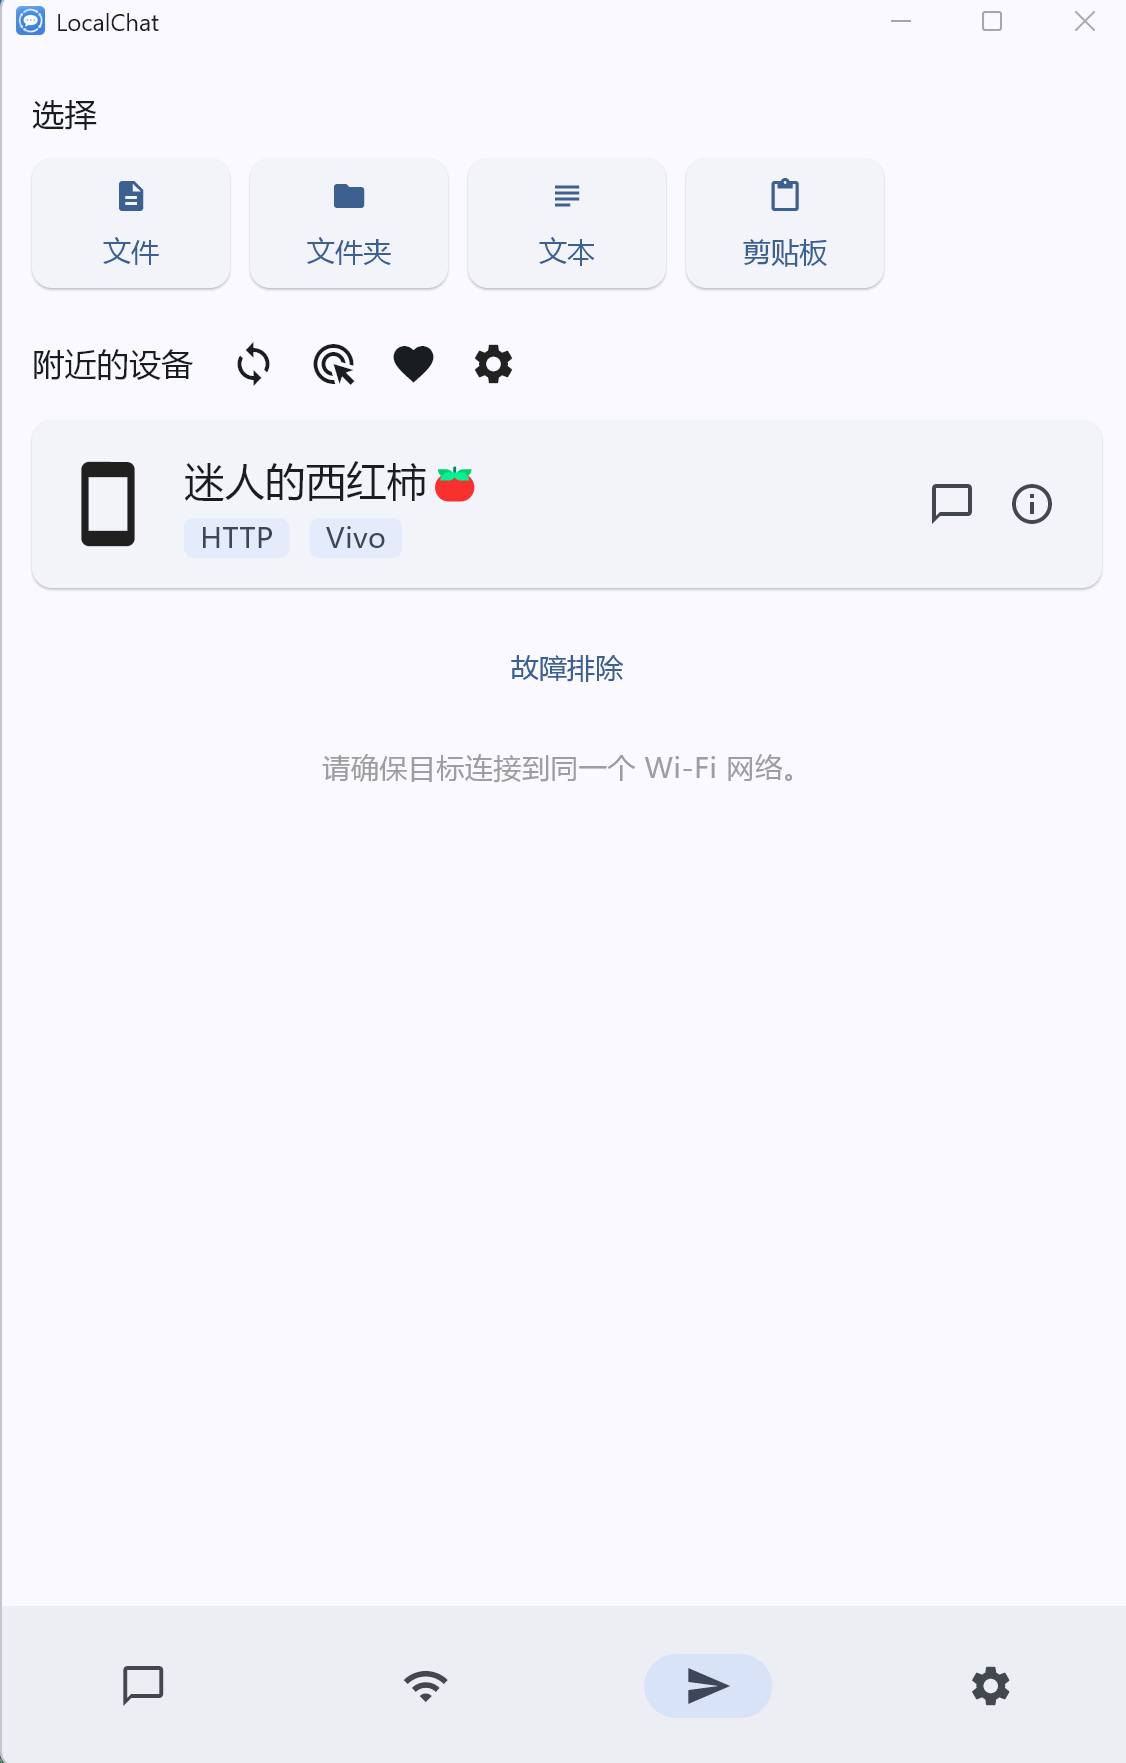 LocalChat
选择
文件 文件夹 文本 剪贴板
附近的设备
迷人的西红柿
HTTP Vivo
故障排除
请确保目标连接到同一个 Wi-Fi 网络。